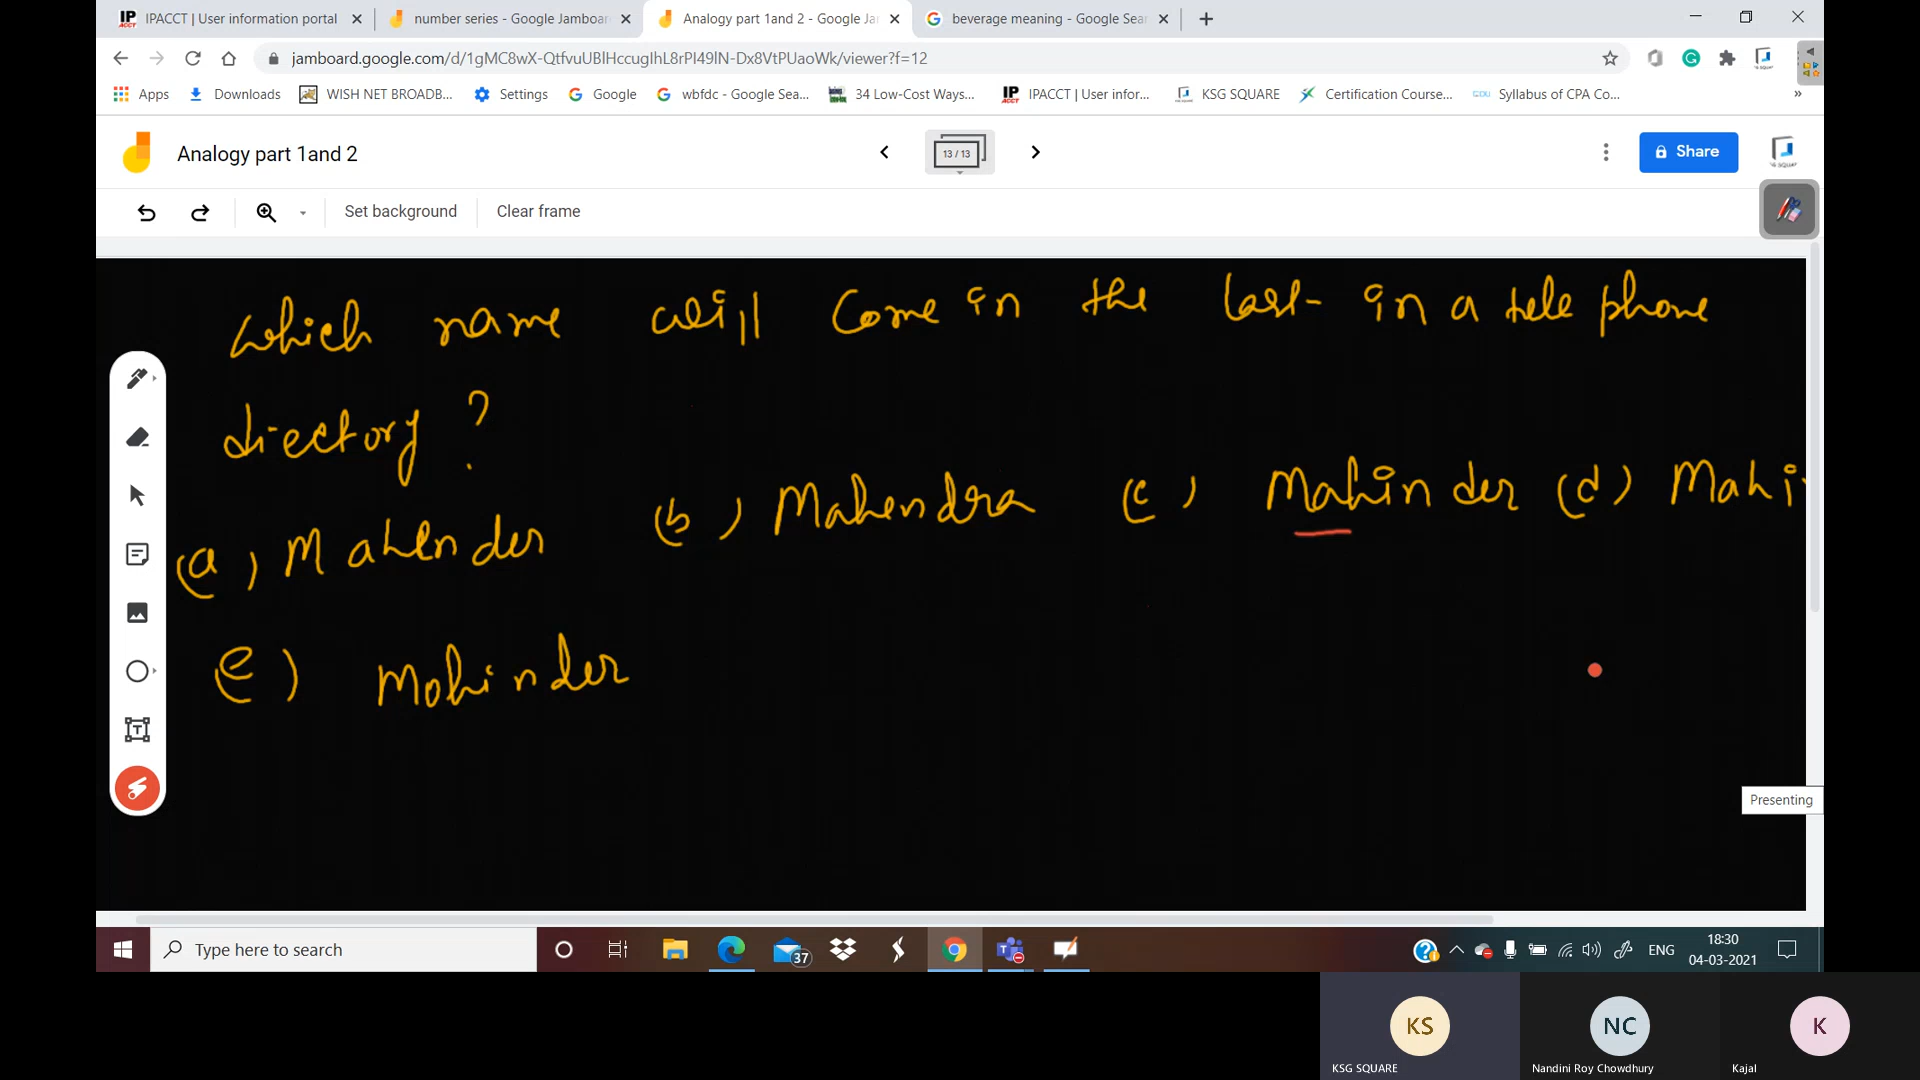 IPACCT | User information portal
number series - Google Jamboar
Analogy part 1and 2 - Google Ja
beverage meaning - Google Sea
jamboard.google.com/d/1gMC8wX-QtfvuUBlHccugIhL8rPI49lN-Dx8VtPUaoWk/viewer?f=12
Apps Downloads WISH NET BROADB... Settings Google wbfdc - Google Sea... 34 Low-Cost Ways... IPACCT | User infor... KSG SQUARE Certification Course... Syllabus of CPA Co... »
Analogy part 1and 2
13 / 13
Share
Set background Clear frame
which name will Come in the last in a telephone
directory ?
(a) Mahender (b) Mahendra (c) Mahinder (d) Mahi
e) Mohinder
Presenting
Type here to search
37
ENG
18:30
04-03-2021
KS
NC
K
KSG SQUARE
Nandini Roy Chowdhury
Kajal